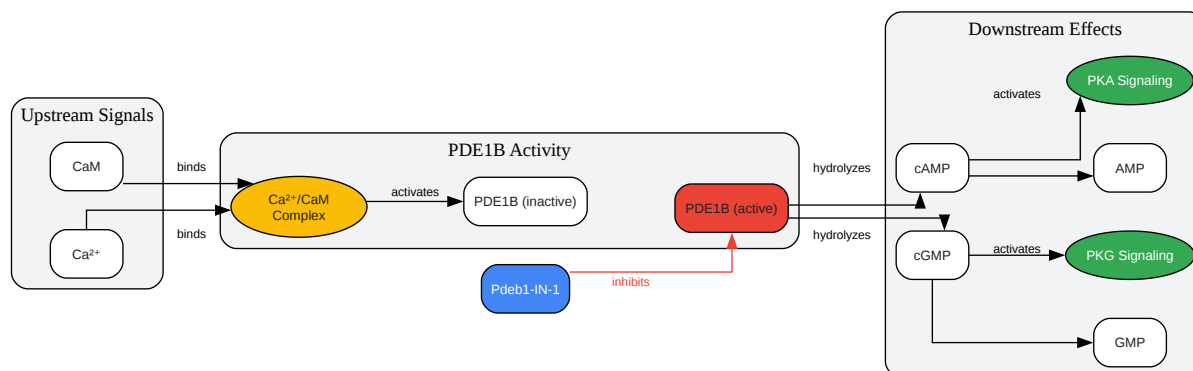 Upstream Signals
CaM
Ca²⁺
binds
binds
PDE1B Activity
Ca²⁺/CaM
Complex
activates
PDE1B (inactive)
PDE1B (active)
Pdeb1-IN-1
inhibits
hydrolyzes
hydrolyzes
Downstream Effects
activates
PKA Signaling
cAMP
AMP
cGMP
activates
PKG Signaling
GMP